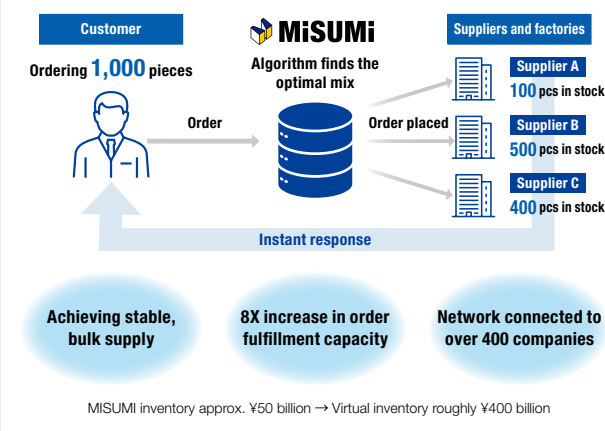 Customer
MiSUMi
Suppliers and factories
Ordering 1,000 pieces
Algorithm finds the
optimal mix
Order
Order placed
Supplier A
100 pcs in stock
Supplier B
500 pcs in stock
Supplier C
400 pcs in stock
Instant response
Achieving stable,
bulk supply
8X increase in order
fulfillment capacity
Network connected to
over 400 companies
MISUMI inventory approx. ¥50 billion → Virtual inventory roughly ¥400 billion